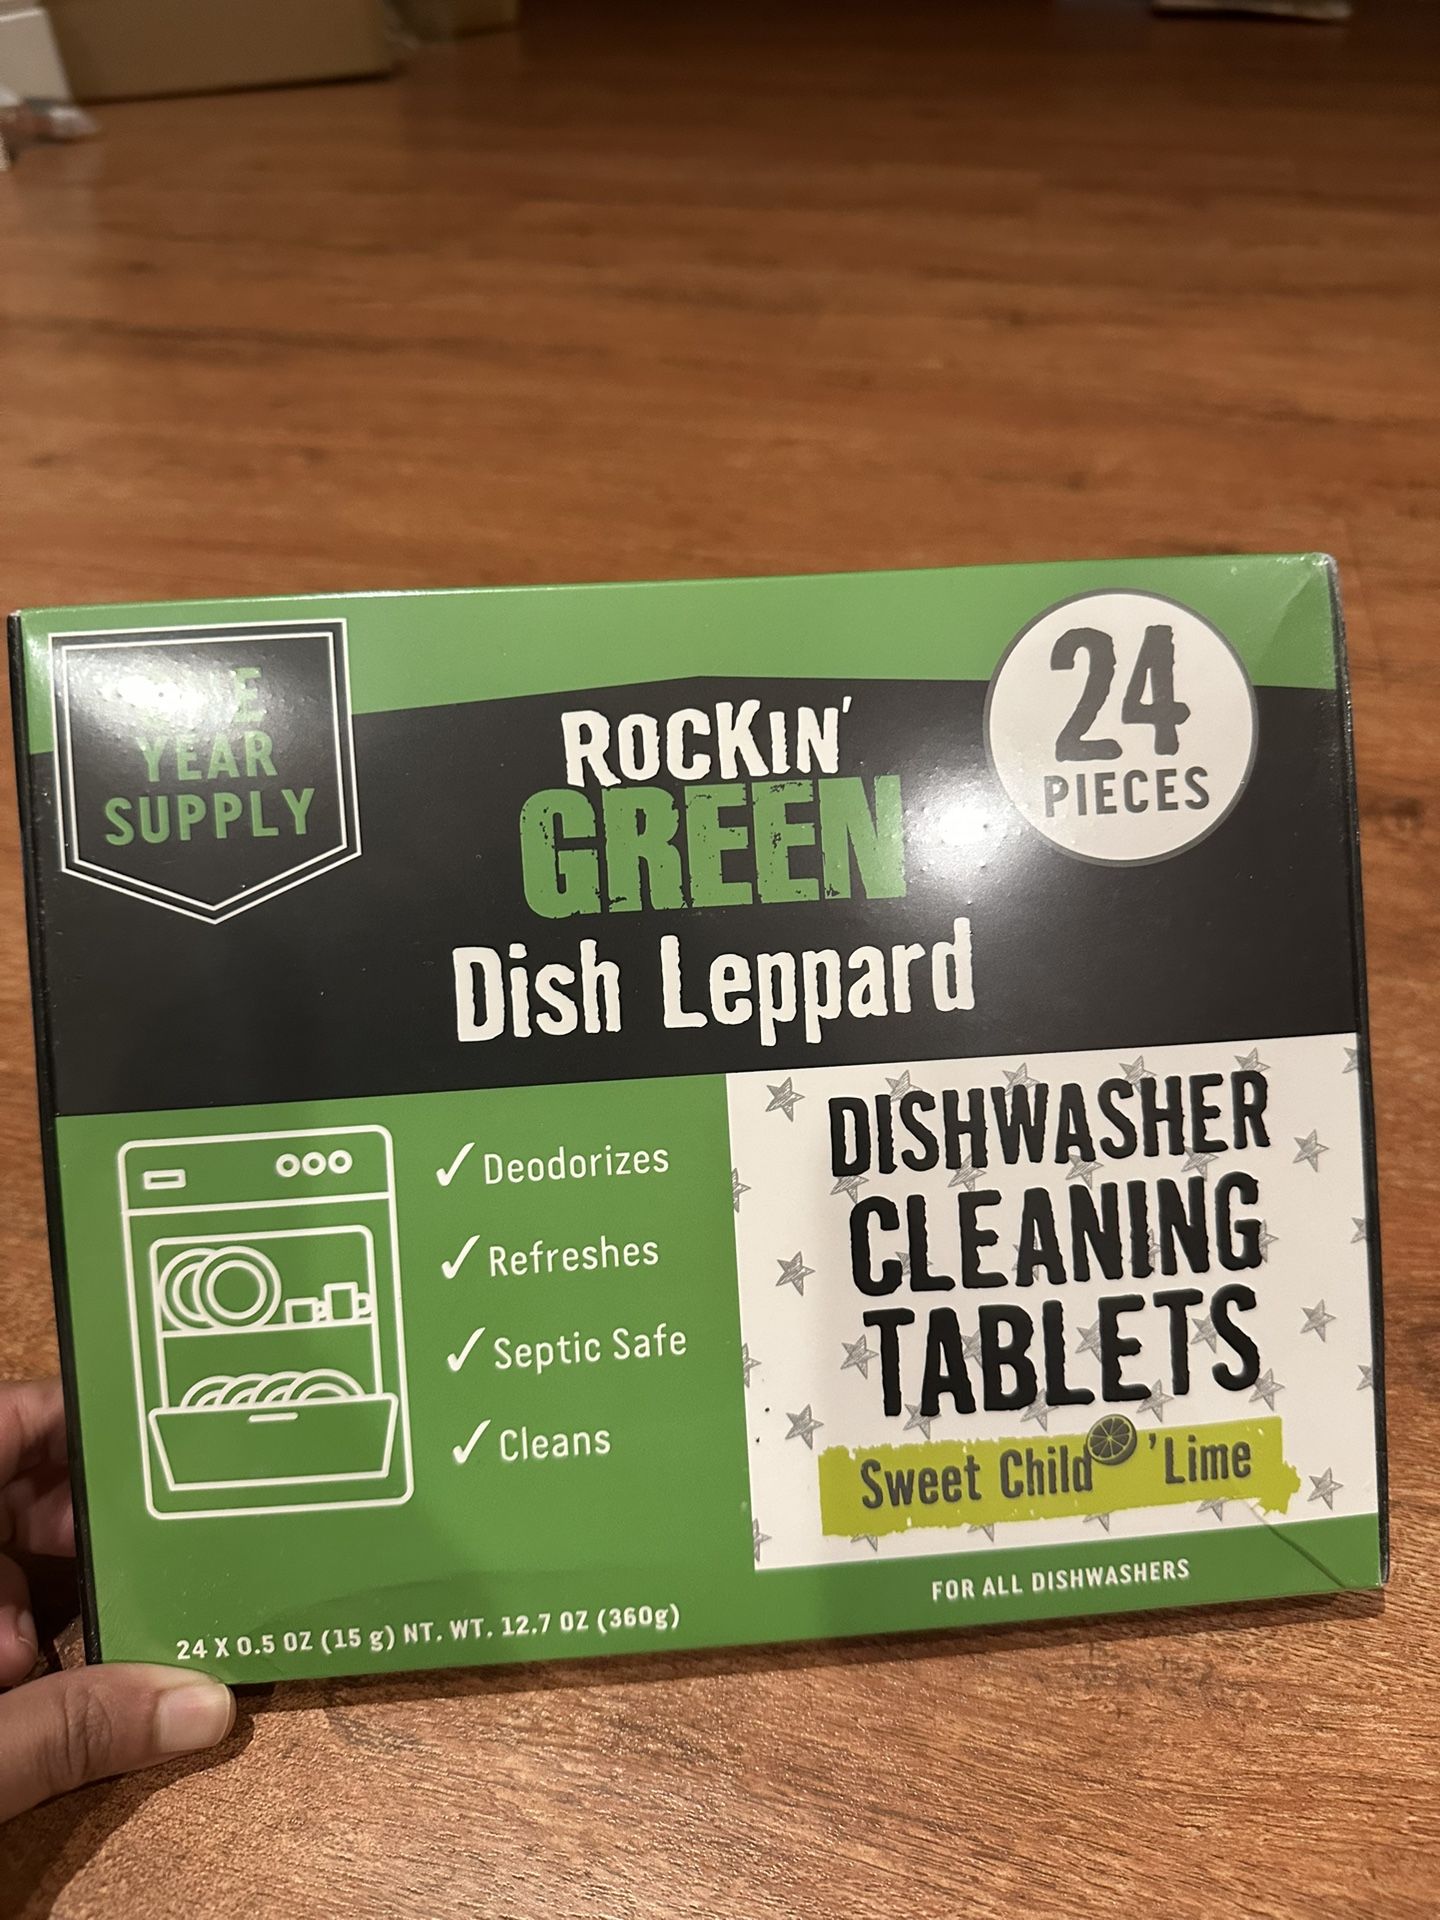 YEAR
SUPPLY
ROCKIN'
GREEN
Dish Leppard
24
PIECES
✓ Deodorizes
✓ Refreshes
✓ Septic Safe
✓ Cleans
DISHWASHER
CLEANING
TABLETS
Sweet Child 'Lime
FOR ALL DISHWASHERS
24 X 0.5 OZ (15 g) NT. WT. 12.7 OZ (360g)